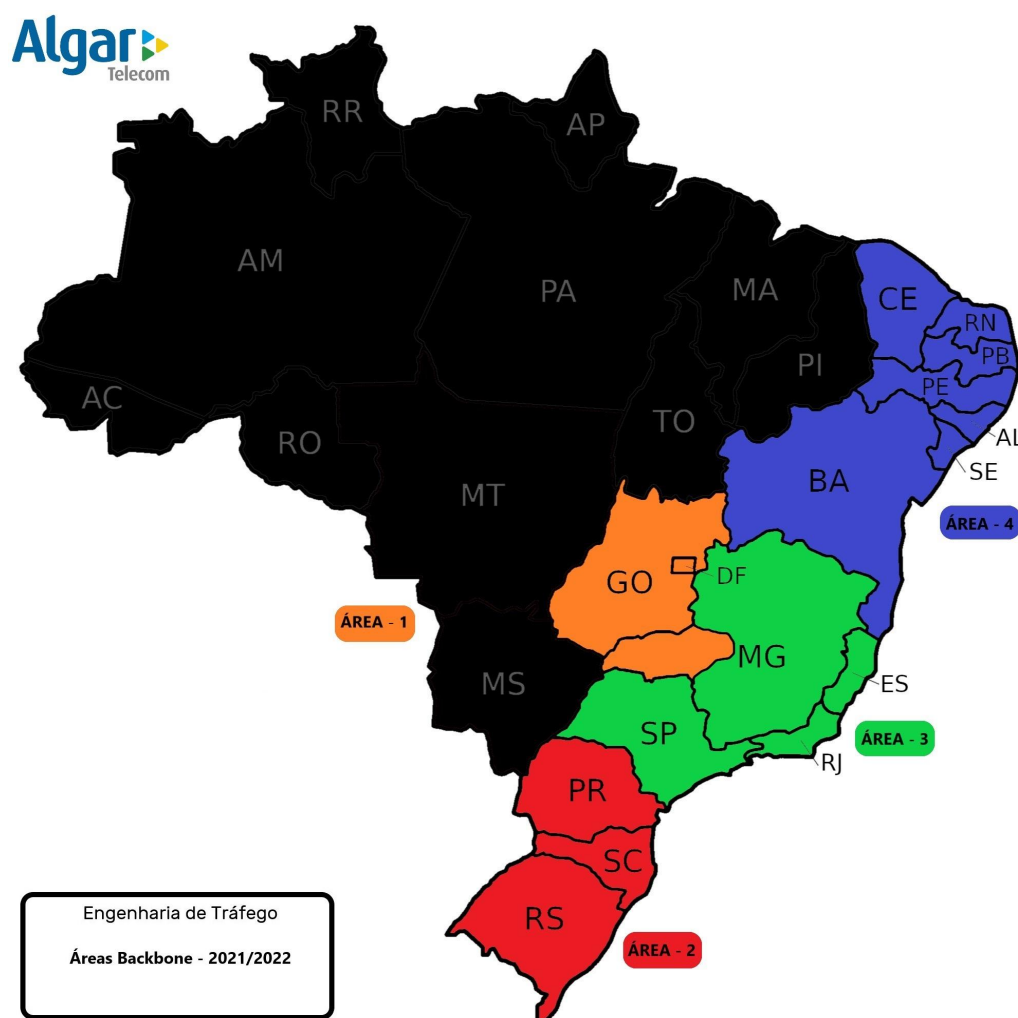 Algar
Telecom
RR
AP
AM
PA
MA
CE
RN
PB
PI
PE
AC
TO
RO
AL
SE
BA
MT
ÁREA - 4
DF
GO
ÁREA - 1
MG
MS
ES
SP
ÁREA - 3
RJ
PR
SC
RS
Engenharia de Tráfego
ÁREA - 2
Áreas Backbone - 2021/2022